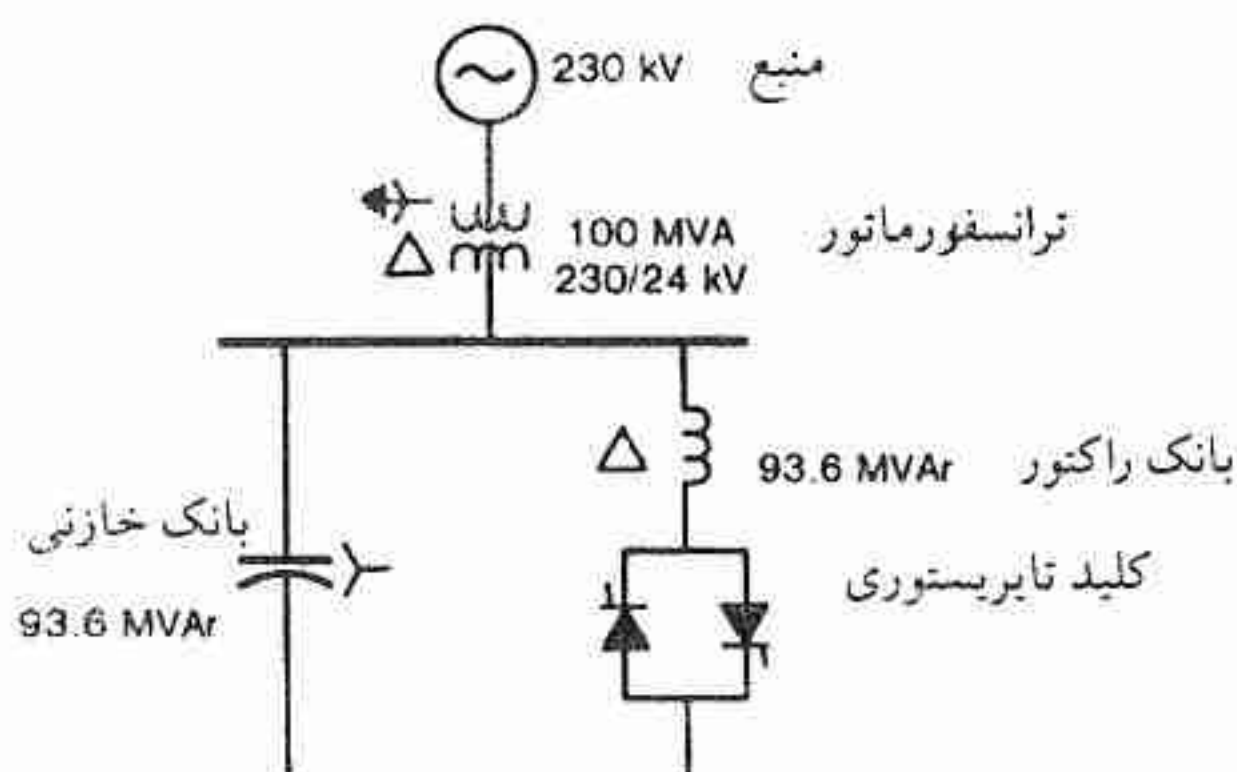 230 kV منبع
100 MVA ترانسفورماتور
230/24 kV
93.6 MVAr بانک راکتور
بانک خازنی
93.6 MVAr
کلید تایریستوری